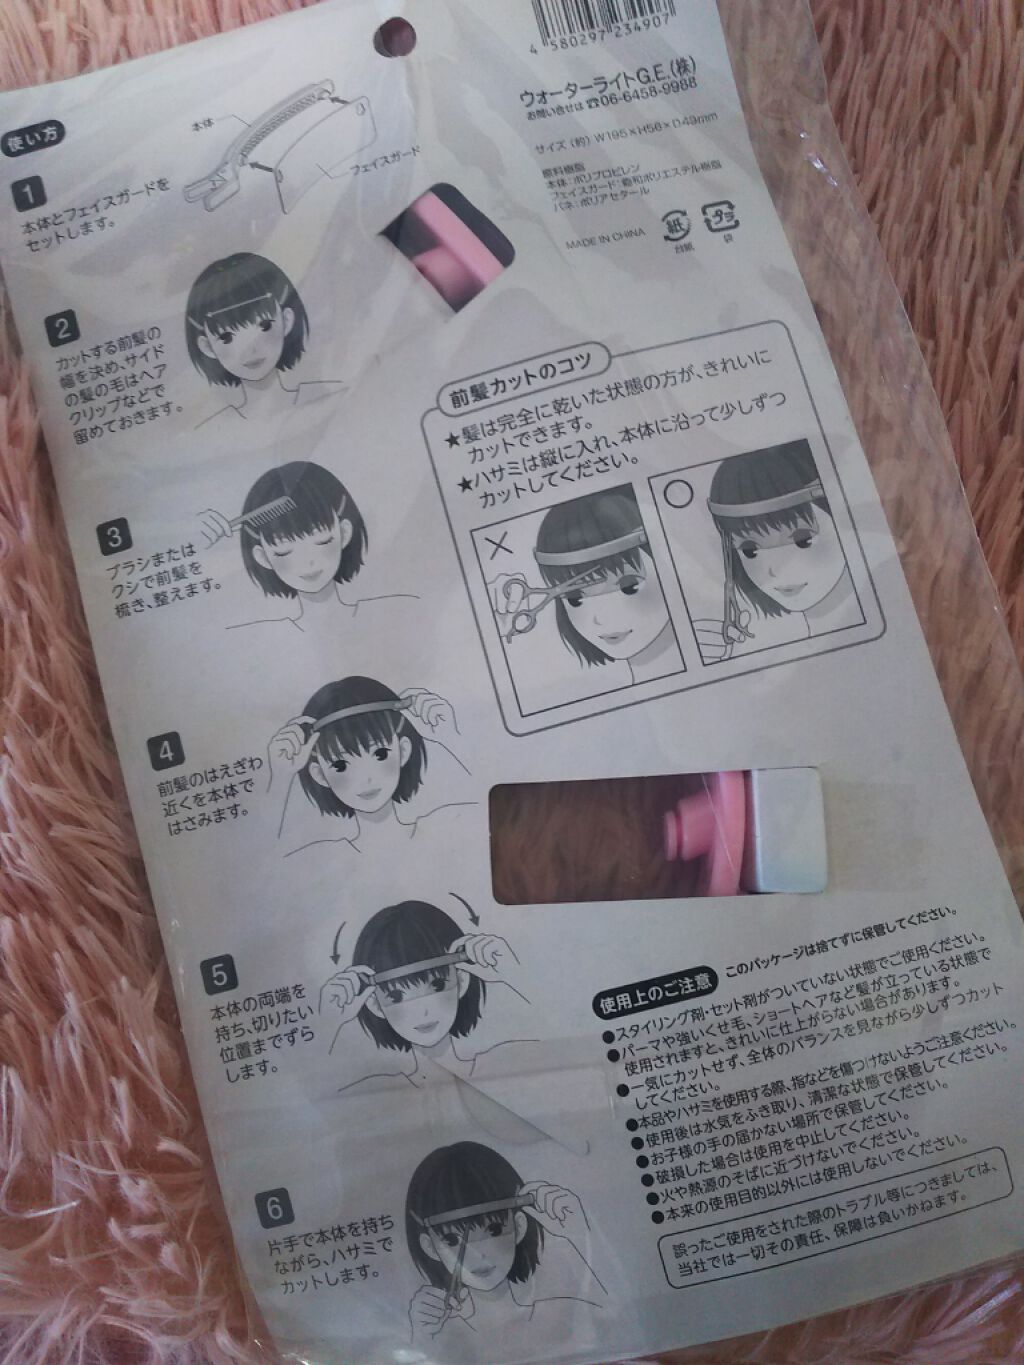 4 580297 234907
ウォーターライトG.E.(株)
お問い合せは☎06-6458-9988
サイズ(約) W195×H56×D49mm
原料樹脂
本体:ポリプロピレン
フェイスガード:飽和ポリエステル樹脂
バネ:ポリアセタール
MADE IN CHINA
紙
台紙
プラ
袋
使い方
本体
フェイスガード
1
本体とフェイスガードを
セットします。
2
カットする前髪の
幅を決め、サイド
の髪の毛はヘア
クリップなどで
留めておきます。
3
ブラシまたは
クシで前髪を
梳き、整えます。
4
前髪のはえぎわ
近くを本体で
はさみます。
5
本体の両端を
持ち、切りたい
位置までずら
します。
6
片手で本体を持ち
ながら、ハサミで
カットします。
前髪カットのコツ
★髪は完全に乾いた状態の方が、きれいに
カットできます。
★ハサミは縦に入れ、本体に沿って少しずつ
カットしてください。
× ○
使用上のご注意 このパッケージは捨てずに保管してください。
●スタイリング剤・セット剤がついていない状態でご使用ください。
●パーマや強いくせ毛、ショートヘアなど髪が立っている状態で
使用されますと、きれいに仕上がらない場合があります。
●一気にカットせず、全体のバランスを見ながら少しずつカット
してください。
●本品やハサミを使用する際、指などを傷つけないようご注意ください。
●使用後は水気をふき取り、清潔な状態で保管してください。
●お子様の手の届かない場所で保管してください。
●破損した場合は使用を中止してください。
●火や熱源のそばに近づけないでください。
●本来の使用目的以外には使用しないでください。
誤ったご使用をされた際のトラブル等につきましては、
当社では一切その責任、保障は負いかねます。